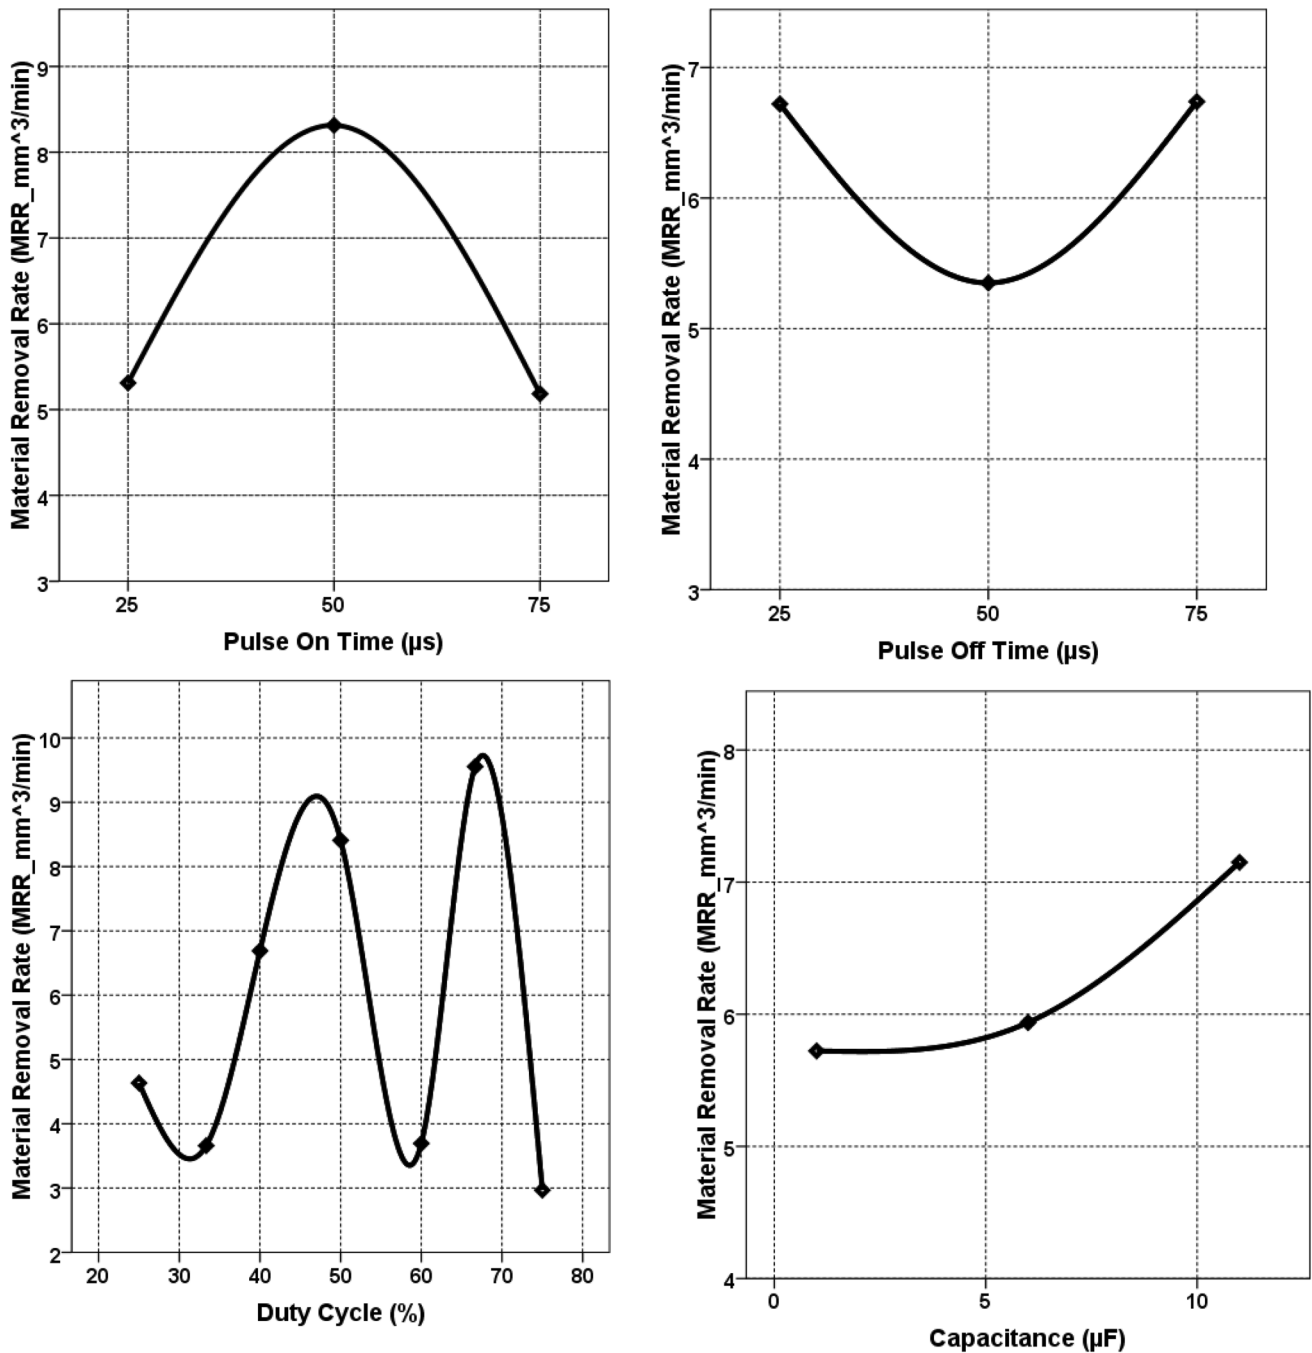 Material Removal Rate (MRR_mm^3/min)
9
8
7
6
5
4
3
25 50 75
Pulse On Time (µs)
Material Removal Rate (MRR_mm^3/min)
7
6
5
4
3
25 50 75
Pulse Off Time (µs)
Material Removal Rate (MRR_mm^3/min)
10
9
8
7
6
5
4
3
2
20 30 40 50 60 70 80
Duty Cycle (%)
Material Removal Rate (MRR_mm^3/min)
8
7
6
5
4
0 5 10
Capacitance (µF)